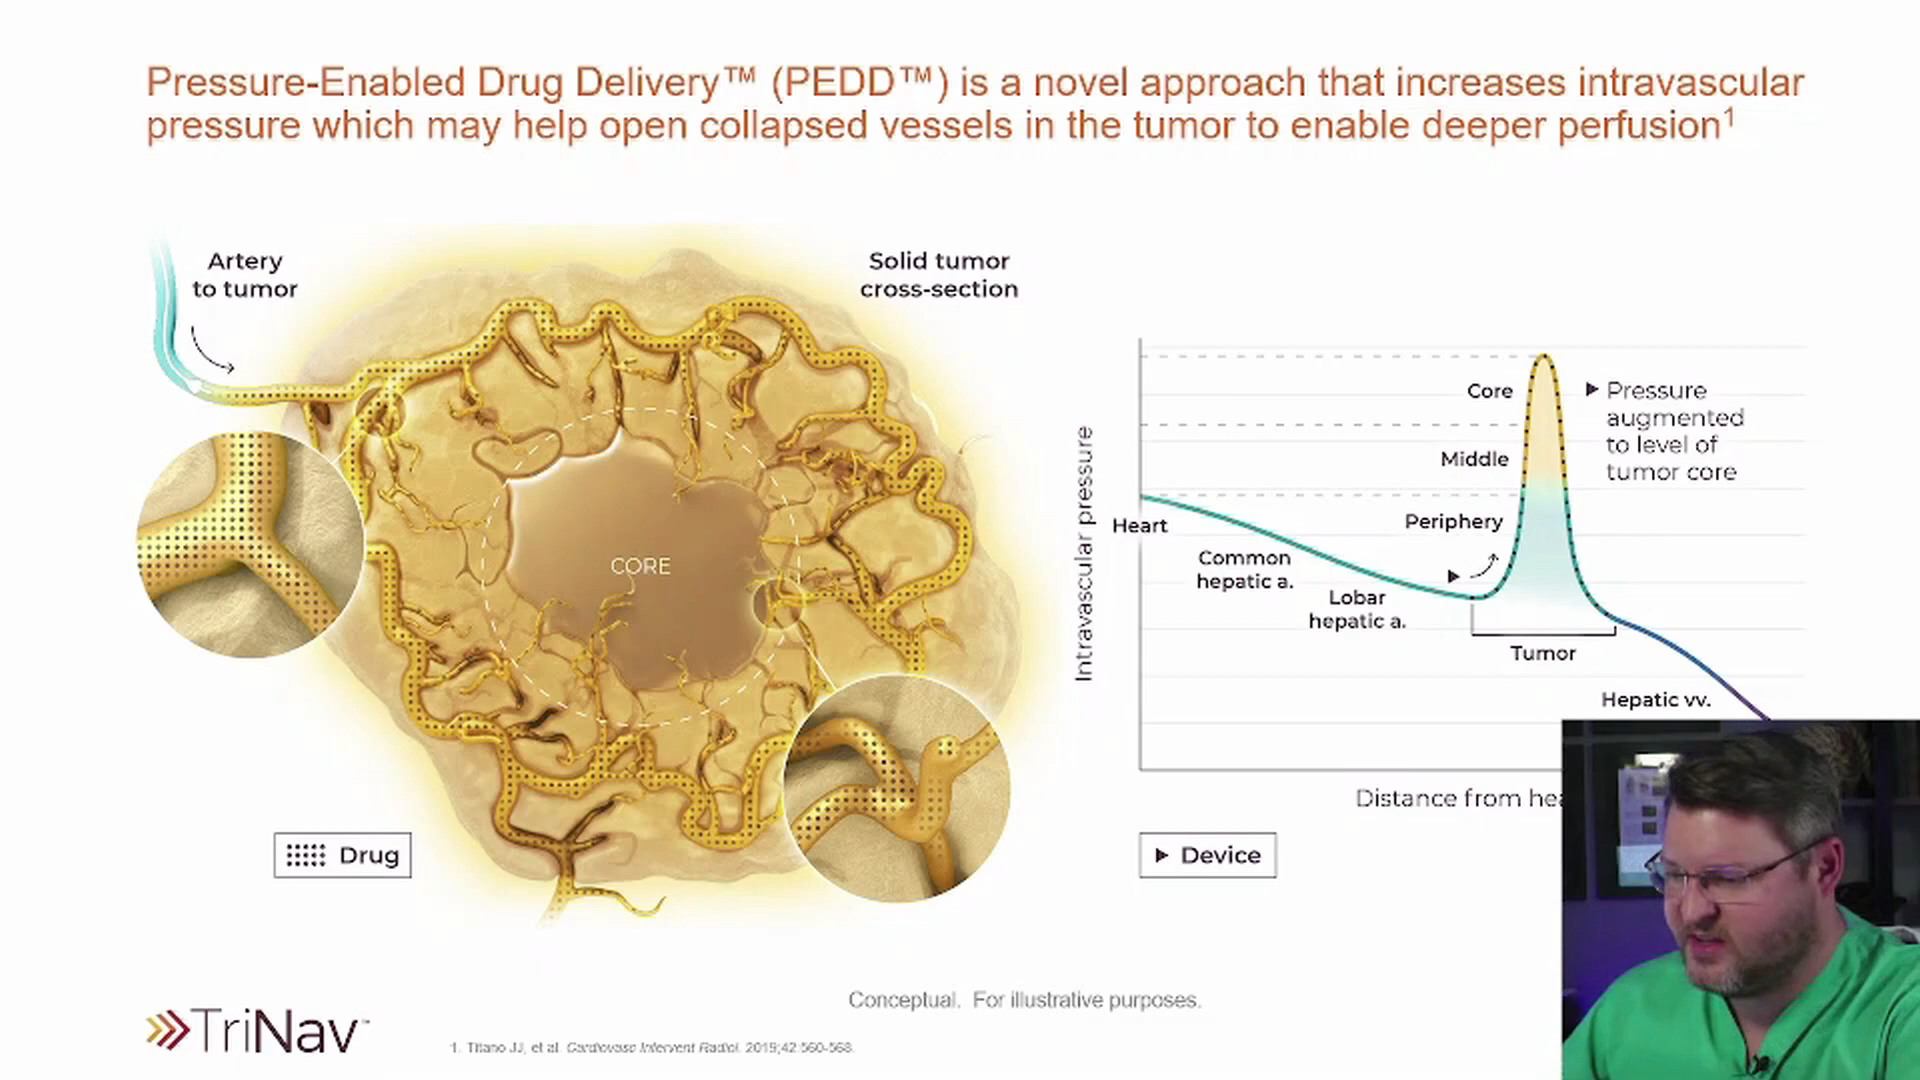 Pressure-Enabled Drug Delivery™ (PEDD™) is a novel approach that increases intravascular
pressure which may help open collapsed vessels in the tumor to enable deeper perfusion1
Artery
to tumor
Solid tumor
cross-section
CORE
Drug
Intravascular pressure
Core
Middle
Periphery
Pressure
augmented
to level of
tumor core
Heart
Common
hepatic a.
Lobar
hepatic a.
Tumor
Hepatic vv.
Distance from hea
Device
Conceptual. For illustrative purposes.
TriNav™
1. Titano JJ, et al. Cardiovasc Intervent Radiol. 2019;42:560-568.